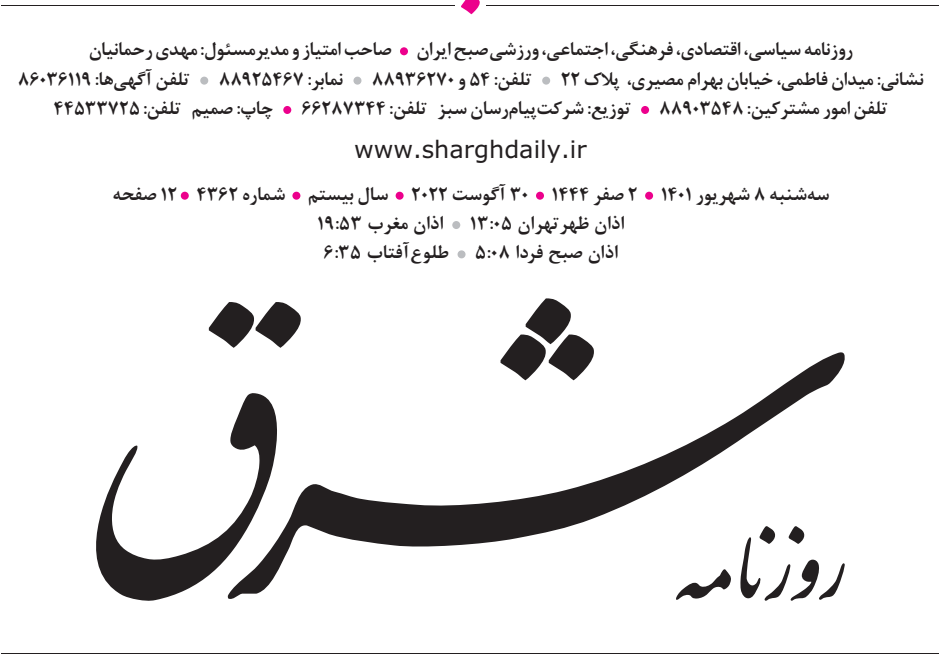 روزنامه سیاسی، اقتصادی، فرهنگی، اجتماعی، ورزشی صبح ایران • صاحب امتیاز و مدیرمسئول: مهدی رحمانیان
نشانی: میدان فاطمی، خیابان بهرام مصیری، پلاک ۲۲ • تلفن: ۵۴ و ۸۸۹۳۶۲۷۰ • نمابر: ۸۸۹۲۵۴۶۷ • تلفن آگهی‌ها: ۸۶۰۳۶۱۱۹
تلفن امور مشترکین: ۸۸۹۰۳۵۴۸ • توزیع: شرکت پیام‌رسان سبز تلفن: ۶۶۲۸۷۳۴۴ • چاپ: صمیم تلفن: ۴۴۵۳۳۷۲۵
www.sharghdaily.ir
سه‌شنبه ۸ شهریور ۱۴۰۱ • ۲ صفر ۱۴۴۴ • ۳۰ آگوست ۲۰۲۲ • سال بیستم • شماره ۴۳۶۲ • ۱۲ صفحه
اذان ظهر تهران ۱۳:۰۵ • اذان مغرب ۱۹:۵۳
اذان صبح فردا ۵:۰۸ • طلوع آفتاب ۶:۳۵
روزنامه
شرق